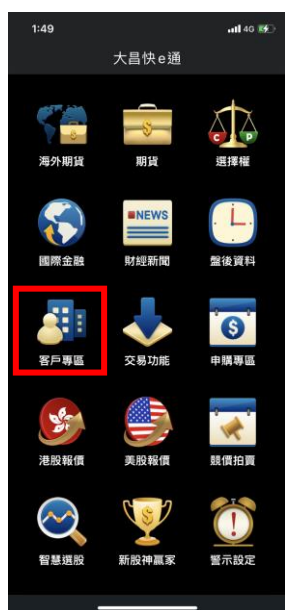 1:49 4G
大昌快e通
C P
海外期貨 期貨 選擇權
NEWS
國際金融 財經新聞 盤後資料
客戶專區 交易功能 申購專區
港股報價 美股報價 競價拍賣
智慧選股 新股神贏家 警示設定